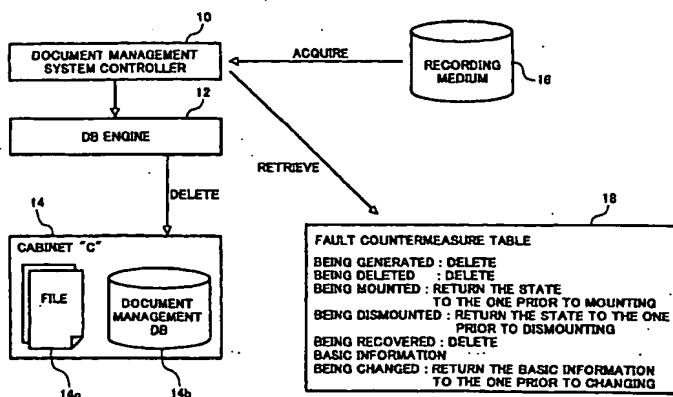 10
DOCUMENT MANAGEMENT
SYSTEM CONTROLLER
ACQUIRE
RECORDING
MEDIUM
16
12
DB ENGINE
RETRIEVE
DELETE
14
CABINET "C"
FILE
DOCUMENT
MANAGEMENT
DB
14a
14b
18
FAULT COUNTERMEASURE TABLE
BEING GENERATED : DELETE
BEING DELETED : DELETE
BEING MOUNTED : RETURN THE STATE
TO THE ONE PRIOR TO MOUNTING
BEING DISMOUNTED : RETURN THE STATE TO THE ONE
PRIOR TO DISMOUNTING
BEING RECOVERED : DELETE
BASIC INFORMATION
BEING CHANGED : RETURN THE BASIC INFORMATION
TO THE ONE PRIOR TO CHANGING